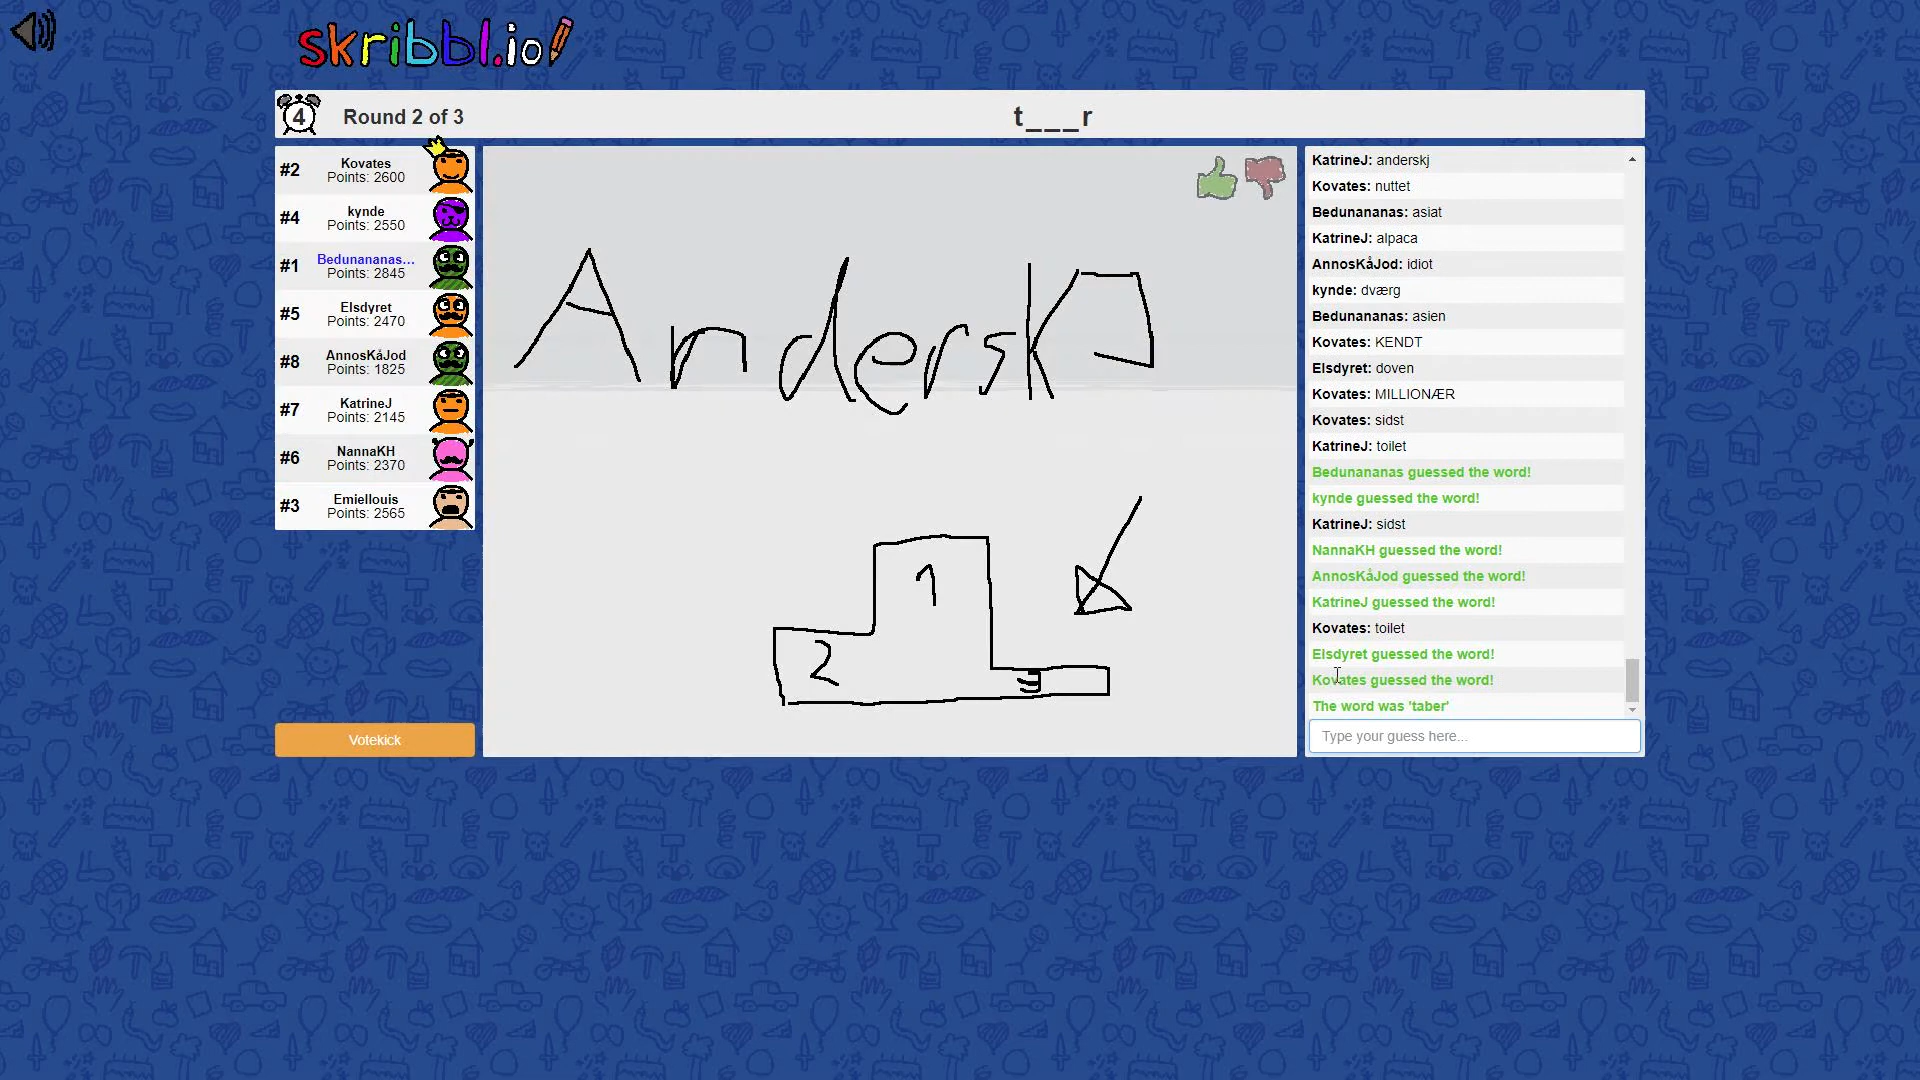 skribbl.io
4
Round 2 of 3
t___r
#2
Kovates
Points: 2600
#4
kynde
Points: 2550
#1
Bedunananas...
Points: 2845
#5
Elsdyret
Points: 2470
#8
AnnosKåJod
Points: 1825
#7
KatrineJ
Points: 2145
#6
NannaKH
Points: 2370
#3
Emiellouis
Points: 2565
Votekick
Andersk
1
2
3
KatrineJ: anderskj
Kovates: nuttet
Bedunananas: asiat
KatrineJ: alpaca
AnnosKåJod: idiot
kynde: dværg
Bedunananas: asien
Kovates: KENDT
Elsdyret: doven
Kovates: MILLIONÆR
Kovates: sidst
KatrineJ: toilet
Bedunananas guessed the word!
kynde guessed the word!
KatrineJ: sidst
NannaKH guessed the word!
AnnosKåJod guessed the word!
KatrineJ guessed the word!
Kovates: toilet
Elsdyret guessed the word!
Kovates guessed the word!
The word was 'taber'
Type your guess here...